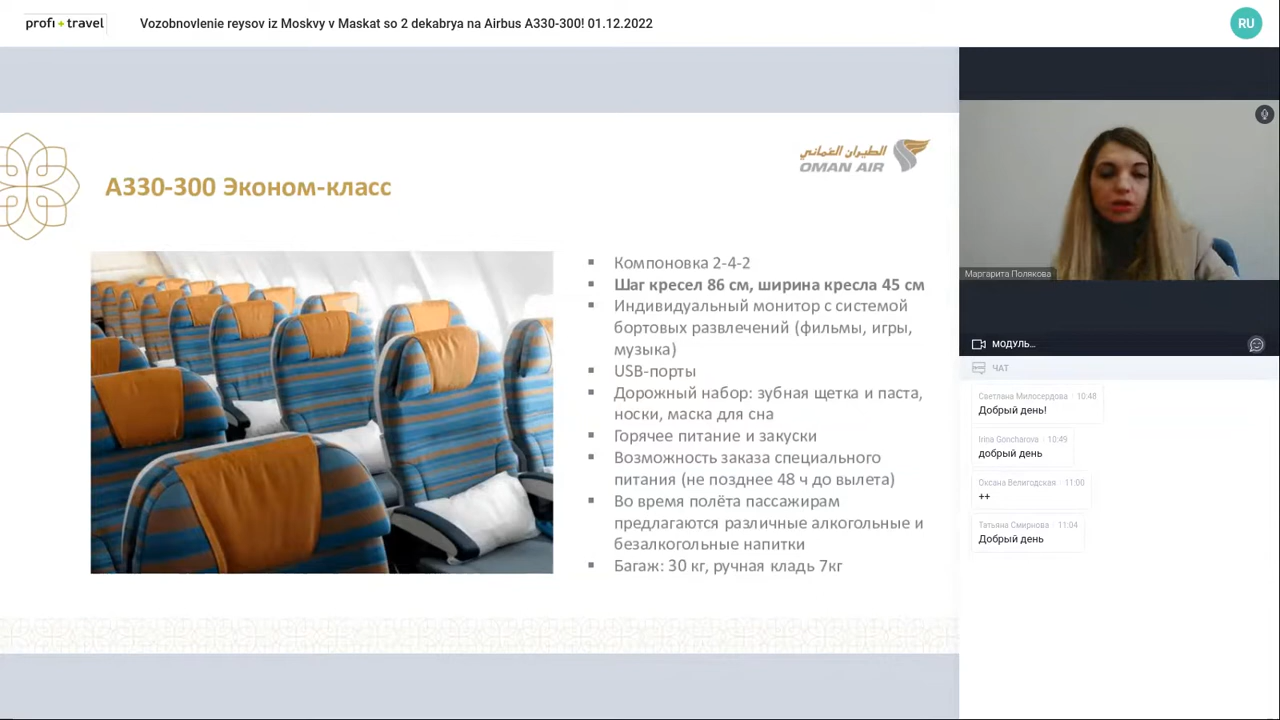 profi travel
Vozobnovlenie reysov iz Moskvy v Maskat so 2 dekabrya na Airbus A330-300! 01.12.2022
RU
الطيران العماني
OMAN AIR
А330-300 Эконом-класс
▪ Компоновка 2-4-2
▪ Шаг кресел 86 см, ширина кресла 45 см
▪ Индивидуальный монитор с системой
бортовых развлечений (фильмы, игры,
музыка)
▪ USB-порты
▪ Дорожный набор: зубная щетка и паста,
носки, маска для сна
▪ Горячее питание и закуски
▪ Возможность заказа специального
питания (не позднее 48 ч до вылета)
▪ Во время полёта пассажирам
предлагаются различные алкогольные и
безалкогольные напитки
▪ Багаж: 30 кг, ручная кладь 7кг
Маргарита Полякова
МОДУЛЬ...
ЧАТ
Светлана Милосердова 10:48
Добрый день!
Irina Goncharova 10:49
добрый день
Оксана Велигодская 11:00
++
Татьяна Смирнова 11:04
Добрый день